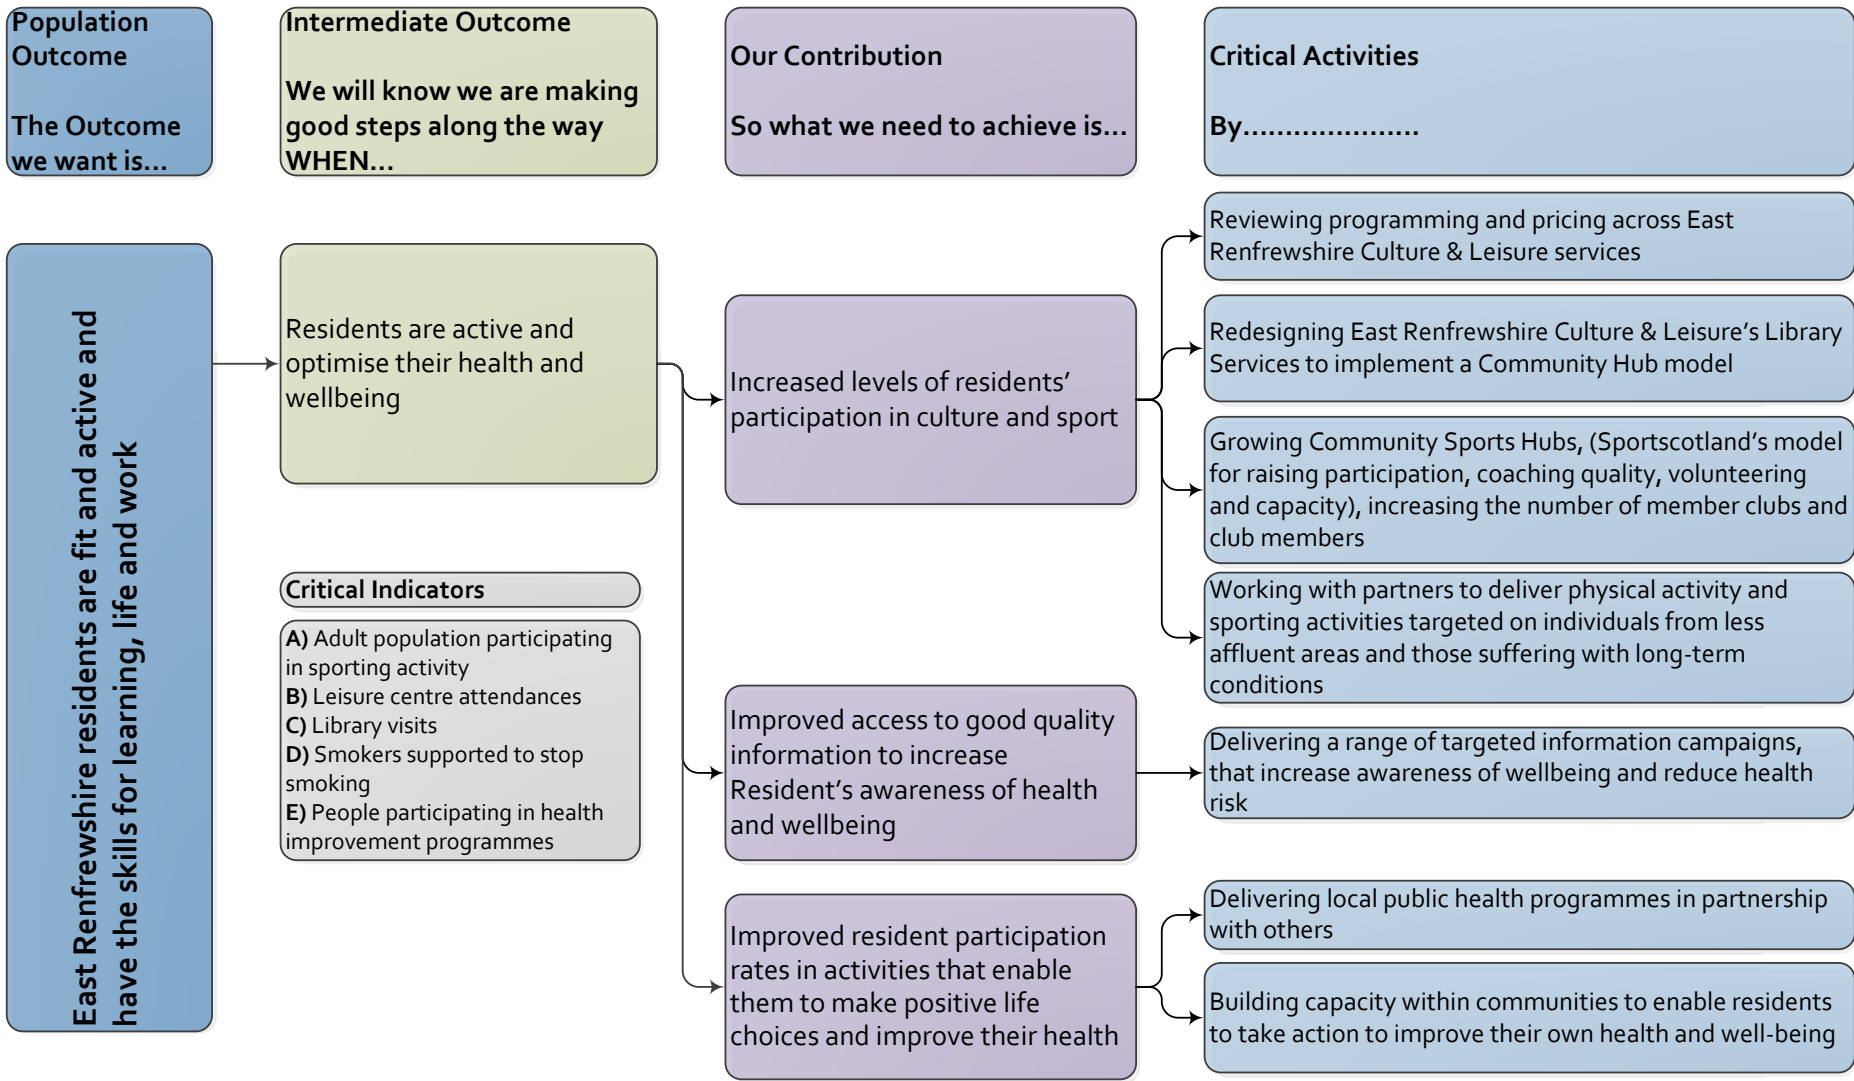 Population
Outcome
The Outcome
we want is...
Intermediate Outcome
We will know we are making
good steps along the way
WHEN...
Our Contribution
So what we need to achieve is...
Critical Activities
By.....................
East Renfrewshire residents are fit and active and
have the skills for learning, life and work
Residents are active and
optimise their health and
wellbeing
Critical Indicators
A) Adult population participating
in sporting activity
B) Leisure centre attendances
C) Library visits
D) Smokers supported to stop
smoking
E) People participating in health
improvement programmes
Increased levels of residents’
participation in culture and sport
Improved access to good quality
information to increase
Resident’s awareness of health
and wellbeing
Improved resident participation
rates in activities that enable
them to make positive life
choices and improve their health
Reviewing programming and pricing across East
Renfrewshire Culture & Leisure services
Redesigning East Renfrewshire Culture & Leisure’s Library
Services to implement a Community Hub model
Growing Community Sports Hubs, (Sportscotland’s model
for raising participation, coaching quality, volunteering
and capacity), increasing the number of member clubs and
club members
Working with partners to deliver physical activity and
sporting activities targeted on individuals from less
affluent areas and those suffering with long-term
conditions
Delivering a range of targeted information campaigns,
that increase awareness of wellbeing and reduce health
risk
Delivering local public health programmes in partnership
with others
Building capacity within communities to enable residents
to take action to improve their own health and well-being